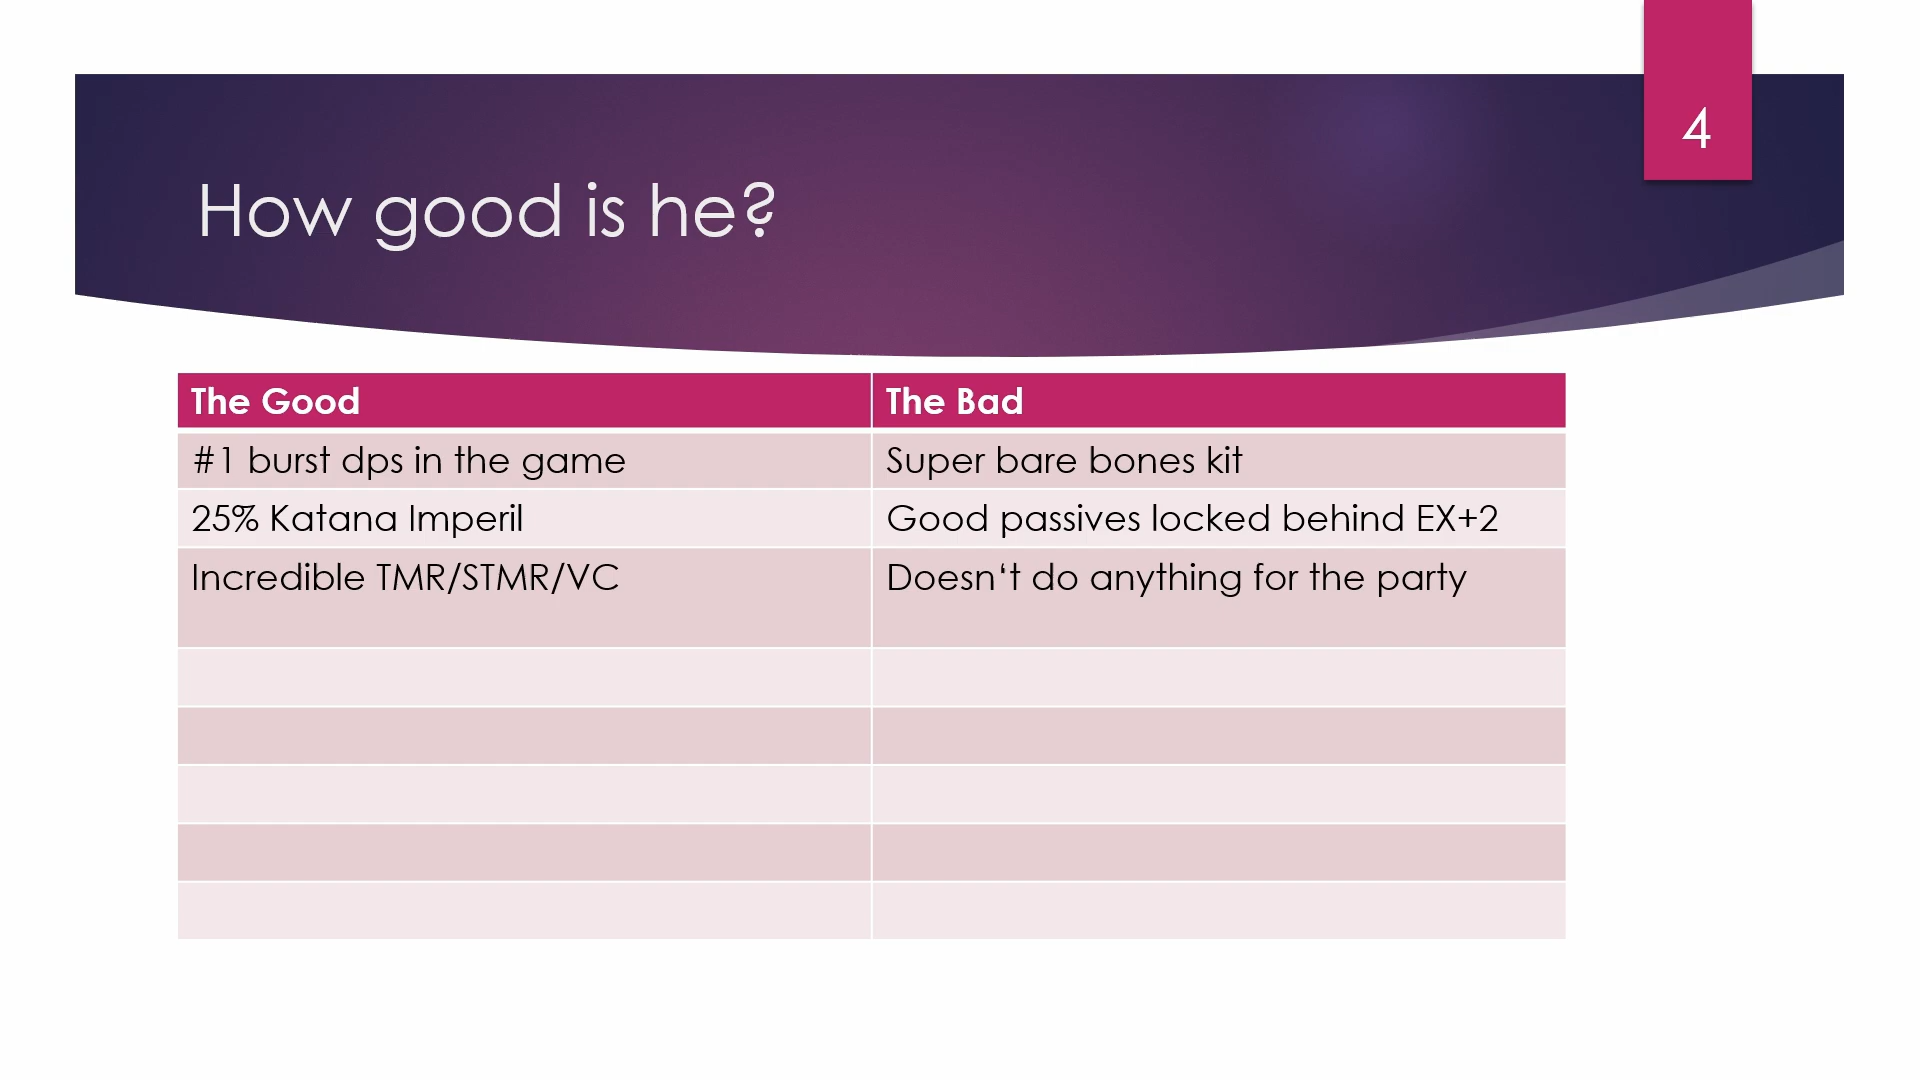 4
How good is he?
The Good
The Bad
#1 burst dps in the game
Super bare bones kit
25% Katana Imperil
Good passives locked behind EX+2
Incredible TMR/STMR/VC
Doesn‘t do anything for the party